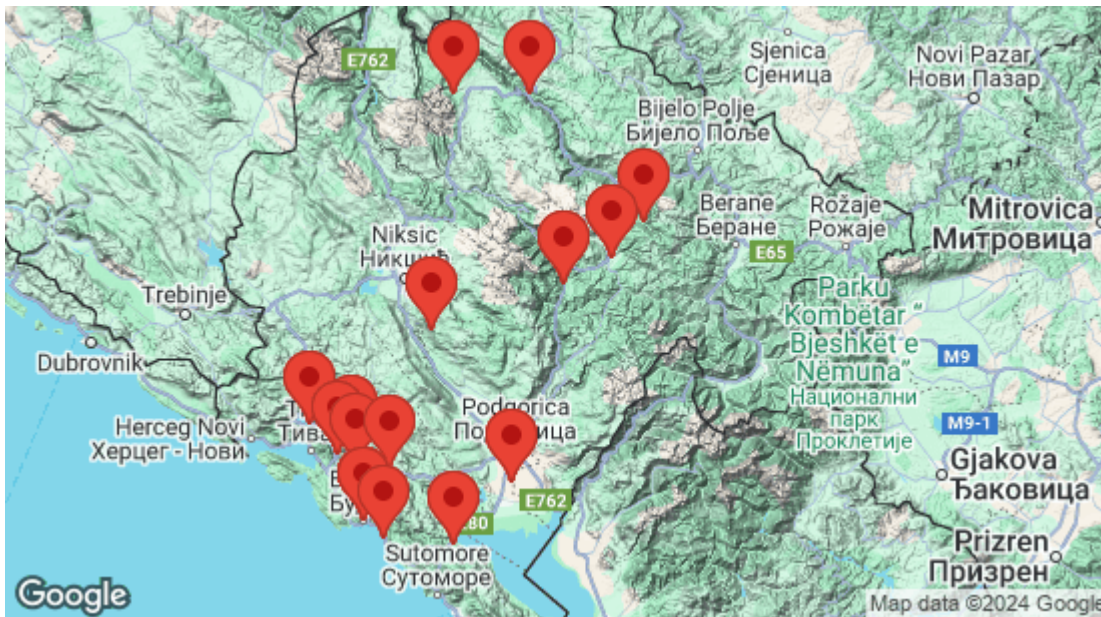 E762
Sjenica
Сјеница
Novi Pazar
Нови Пазар
Bijelo Polje
Бијело Поље
Berane
Беране
Rožaje
Рожаје
E65
Mitrovica
Митровица
Niksic
Trebinje
Dubrovnik
Parku
Kombëtar "
Bjeshkët e
Nëmuna"
Национални
парк
Проклетије
M9
M9-1
Gjakova
Ђаковица
Herceg Novi
Херцег - Нови
Podgorica
E762
Sutomore
Сутоморе
Prizren
Призрен
Google
Map data ©2024 Google